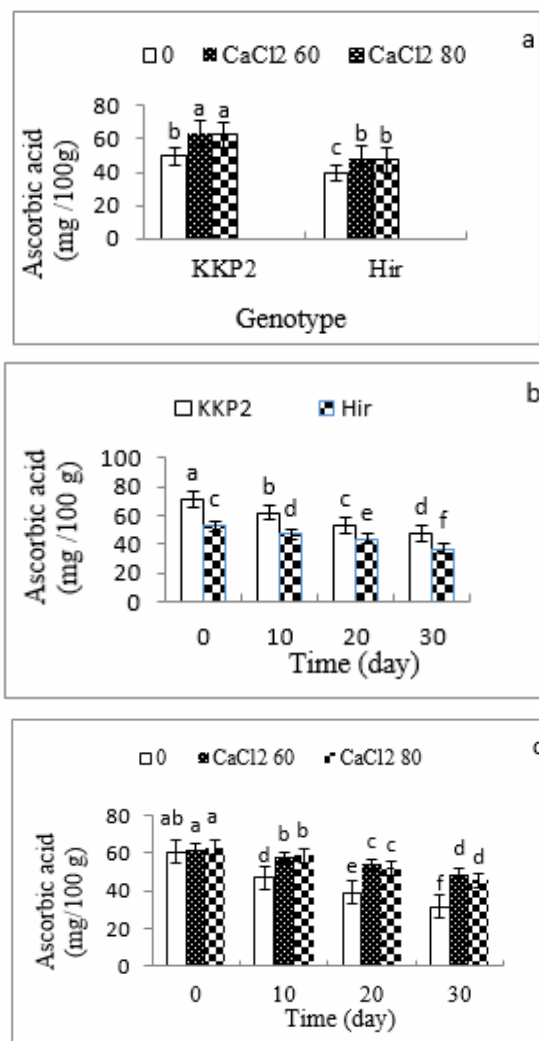 a
0 CaCl2 60 CaCl2 80
Ascorbic acid
(mg /100g)
80
60
40
20
0
b a a
c b b
KKP2 Hir
Genotype
b
KKP2 Hir
Ascorbic acid
(mg /100 g)
100
80
60
40
20
0
a c b d c e d f
0 10 20 30
Time (day)
c
0 CaCl2 60 CaCl2 80
Ascorbic acid
(mg/100 g)
80
60
40
20
0
ab a a d b b e c c f d d
0 10 20 30
Time (day)